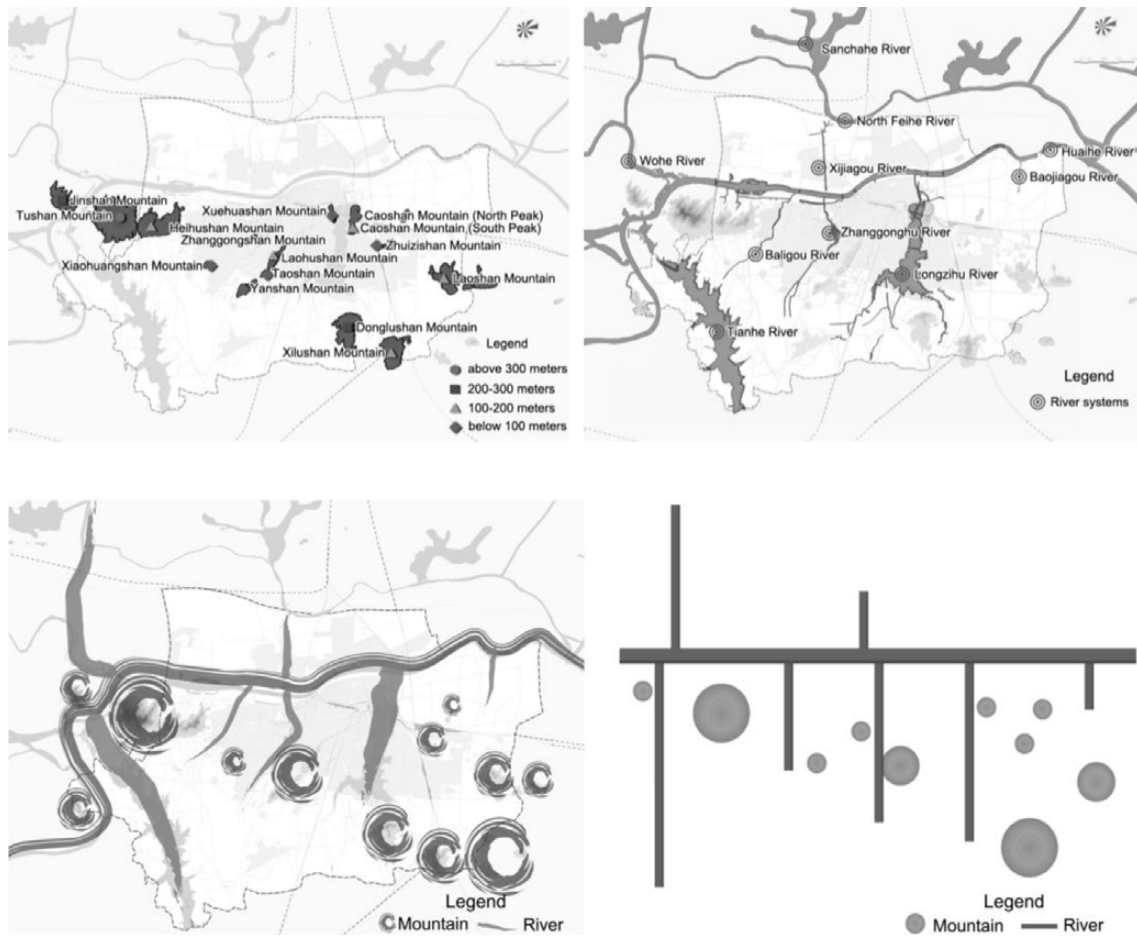 Jinshan Mountain
Tushan Mountain
Heihushan Mountain
Xuehuashan Mountain
Caoshan Mountain (North Peak)
Caoshan Mountain (South Peak)
Zhanggongshan Mountain
Zhuizishan Mountain
Laohushan Mountain
Xiaohuangshan Mountain
Taoshan Mountain
Laoshan Mountain
Yanshan Mountain
Donglushan Mountain
Xilushan Mountain
Legend
above 300 meters
200-300 meters
100-200 meters
below 100 meters
Sanchahe River
North Feihe River
Wohe River
Xijiagou River
Huaihe River
Baojiagou River
Zhanggonghu River
Baligou River
Longzihu River
Tianhe River
Legend
River systems
Legend
Mountain
River
Legend
Mountain
River